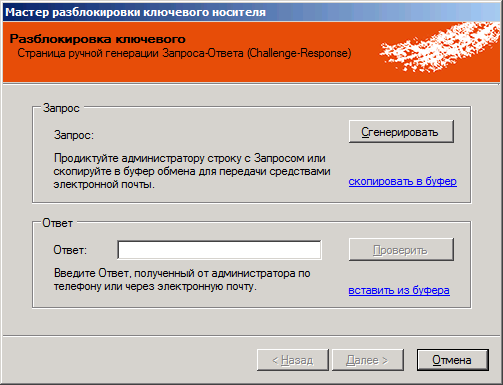 Мастер разблокировки ключевого носителя
Разблокировка ключевого
Страница ручной генерации Запроса-Ответа (Challenge-Response)
Запрос
Запрос:
Сгенерировать
Продиктуйте администратору строку с Запросом или
скопируйте в буфер обмена для передачи средствами
электронной почты.
скопировать в буфер
Ответ
Ответ:
Проверить
Введите Ответ, полученный от администратора по
телефону или через электронную почту.
вставить из буфера
< Назад
Далее >
Отмена